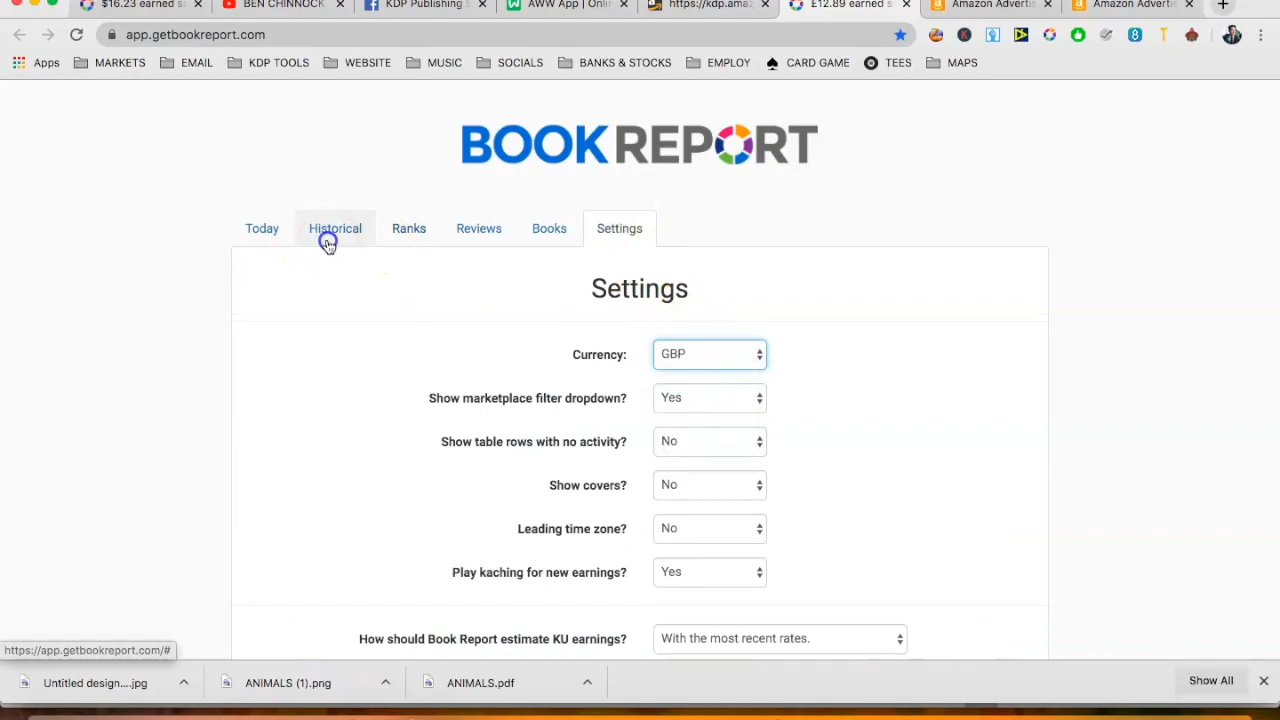 $16.23 earned s
BEN CHINNOCK
KDP Publishing S
AWW App | Onlin
https://kdp.amaz
£12.89 earned s
Amazon Advertis
Amazon Advertis
app.getbookreport.com
Apps
MARKETS
EMAIL
KDP TOOLS
WEBSITE
MUSIC
SOCIALS
BANKS & STOCKS
EMPLOY
CARD GAME
TEES
MAPS
BOOKREPORT
Today
Historical
Ranks
Reviews
Books
Settings
Settings
Currency: GBP
Show marketplace filter dropdown? Yes
Show table rows with no activity? No
Show covers? No
Leading time zone? No
Play kaching for new earnings? Yes
How should Book Report estimate KU earnings? With the most recent rates.
https://app.getbookreport.com/#
Untitled design....jpg
ANiMALS (1).png
ANiMALS.pdf
Show All